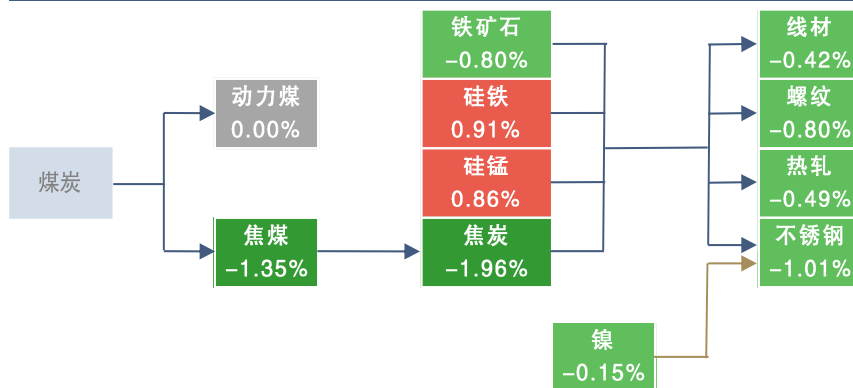 铁矿石
-0.80%
线材
-0.42%
动力煤
0.00%
硅铁
0.91%
螺纹
-0.80%
煤炭
硅锰
0.86%
热轧
-0.49%
焦煤
-1.35%
焦炭
-1.96%
不锈钢
-1.01%
镍
-0.15%